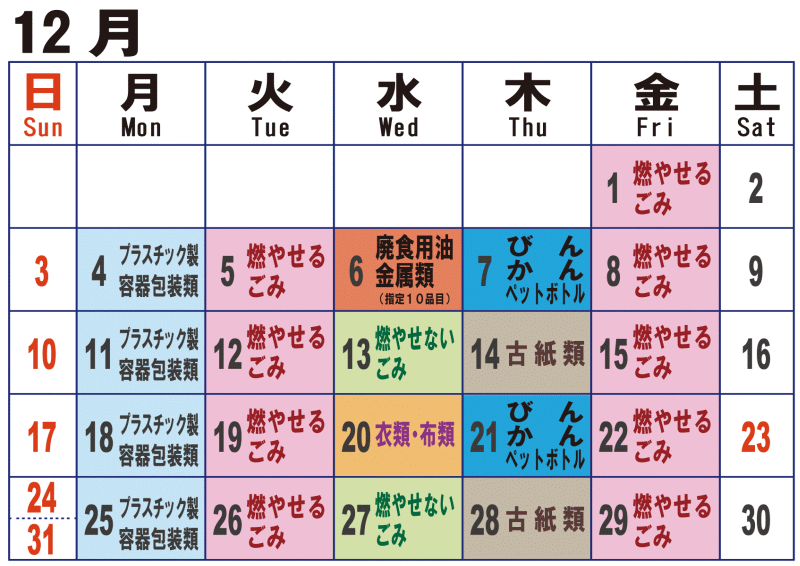 12 月
日 月 火 水 木 金 土
Sun Mon Tue Wed Thu Fri Sat
1 燃やせる
ごみ
2
3
4 プラスチック製
容器包装類
5 燃やせる
ごみ
6 廃食用油
金属類
（指定１０品目）
7 びん
かん
ペットボトル
8 燃やせる
ごみ
9
10
11 プラスチック製
容器包装類
12 燃やせる
ごみ
13 燃やせない
ごみ
14 古紙類
15 燃やせる
ごみ
16
17
18 プラスチック製
容器包装類
19 燃やせる
ごみ
20 衣類・布類
21 びん
かん
ペットボトル
22 燃やせる
ごみ
23
24
31
25 プラスチック製
容器包装類
26 燃やせる
ごみ
27 燃やせない
ごみ
28 古紙類
29 燃やせる
ごみ
30